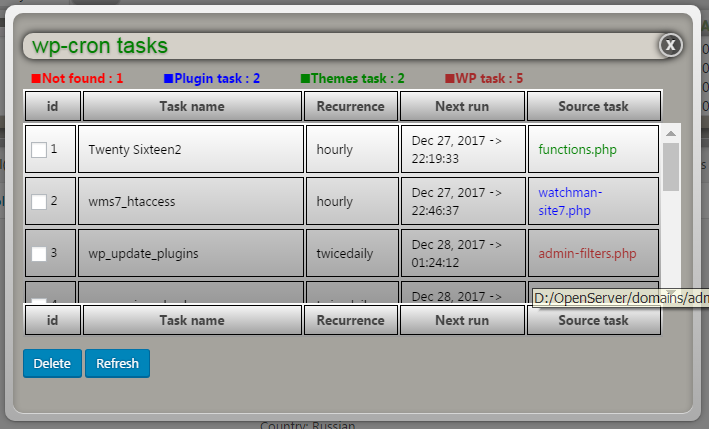 wp-cron tasks
X
Not found : 1 Plugin task : 2 Themes task : 2 WP task : 5
id Task name Recurrence Next run Source task
1 Twenty Sixteen2 hourly Dec 27, 2017 -> 22:19:33 functions.php
2 wms7_htaccess hourly Dec 27, 2017 -> 22:46:37 watchman-site7.php
3 wp_update_plugins twicedaily Dec 28, 2017 -> 01:24:12 admin-filters.php
Dec 28, 2017 ->
D:/OpenServer/domains/adm
id Task name Recurrence Next run Source task
Delete Refresh
Country: Russian